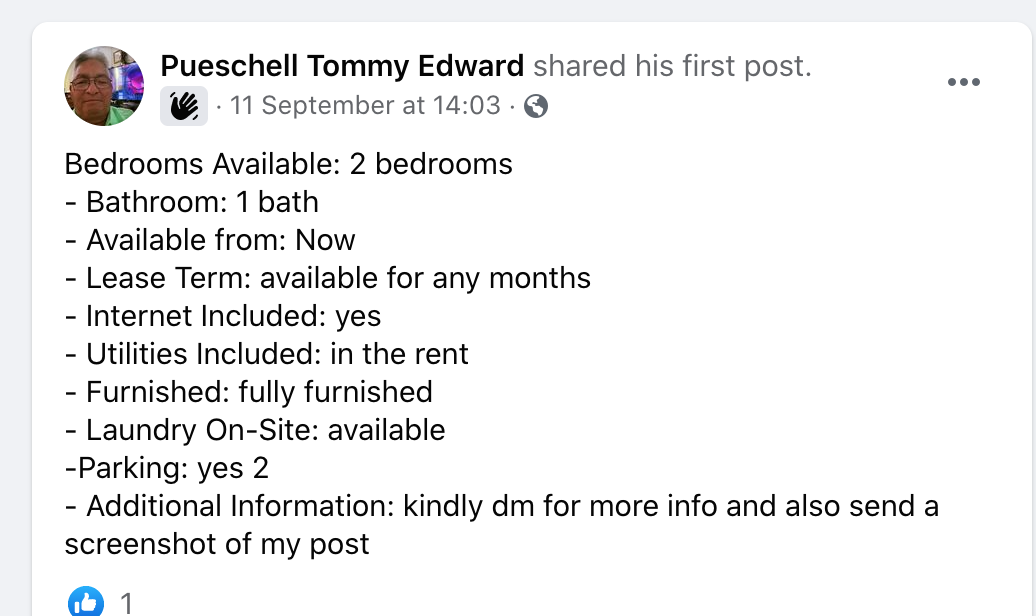 Pueschell Tommy Edward shared his first post.
· 11 September at 14:03 ·
Bedrooms Available: 2 bedrooms
- Bathroom: 1 bath
- Available from: Now
- Lease Term: available for any months
- Internet Included: yes
- Utilities Included: in the rent
- Furnished: fully furnished
- Laundry On-Site: available
-Parking: yes 2
- Additional Information: kindly dm for more info and also send a
screenshot of my post
1